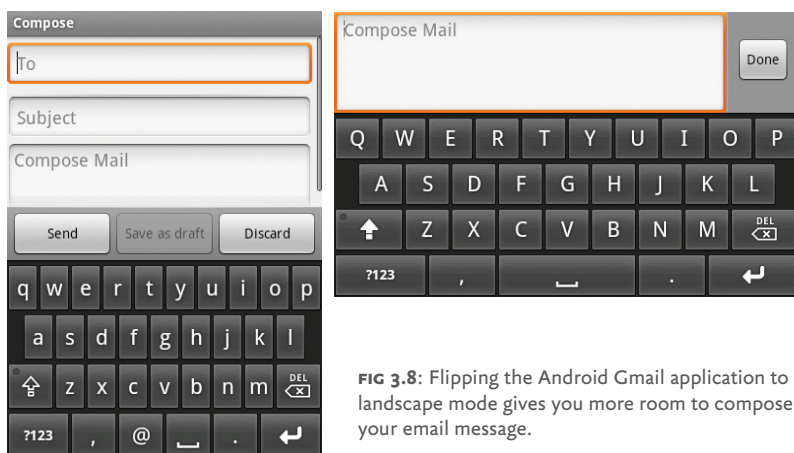 Compose
To
Subject
Compose Mail
Send Save as draft Discard
q w e r t y u i o p
a s d f g h j k l
z x c v b n m DEL
?123 , @ . 
Compose Mail
Done
Q W E R T Y U I O P
A S D F G H J K L
Z X C V B N M DEL
?123 , .
FIG 3.8: Flipping the Android Gmail application to
landscape mode gives you more room to compose
your email message.